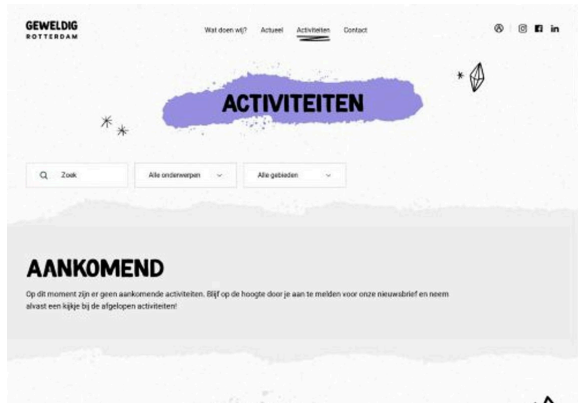 GEWELDIG
ROTTERDAM
Wat doen wij?
Actueel
Activiteiten
Contact
ACTIVITEITEN
Zoek
Alle onderwerpen
Alle gebieden
AANKOMEND
Op dit moment zijn er geen aankomende activiteiten. Blijf op de hoogte door je aan te melden voor onze nieuwsbrief en neem
alvast een kijkje bij de afgelopen activiteiten!